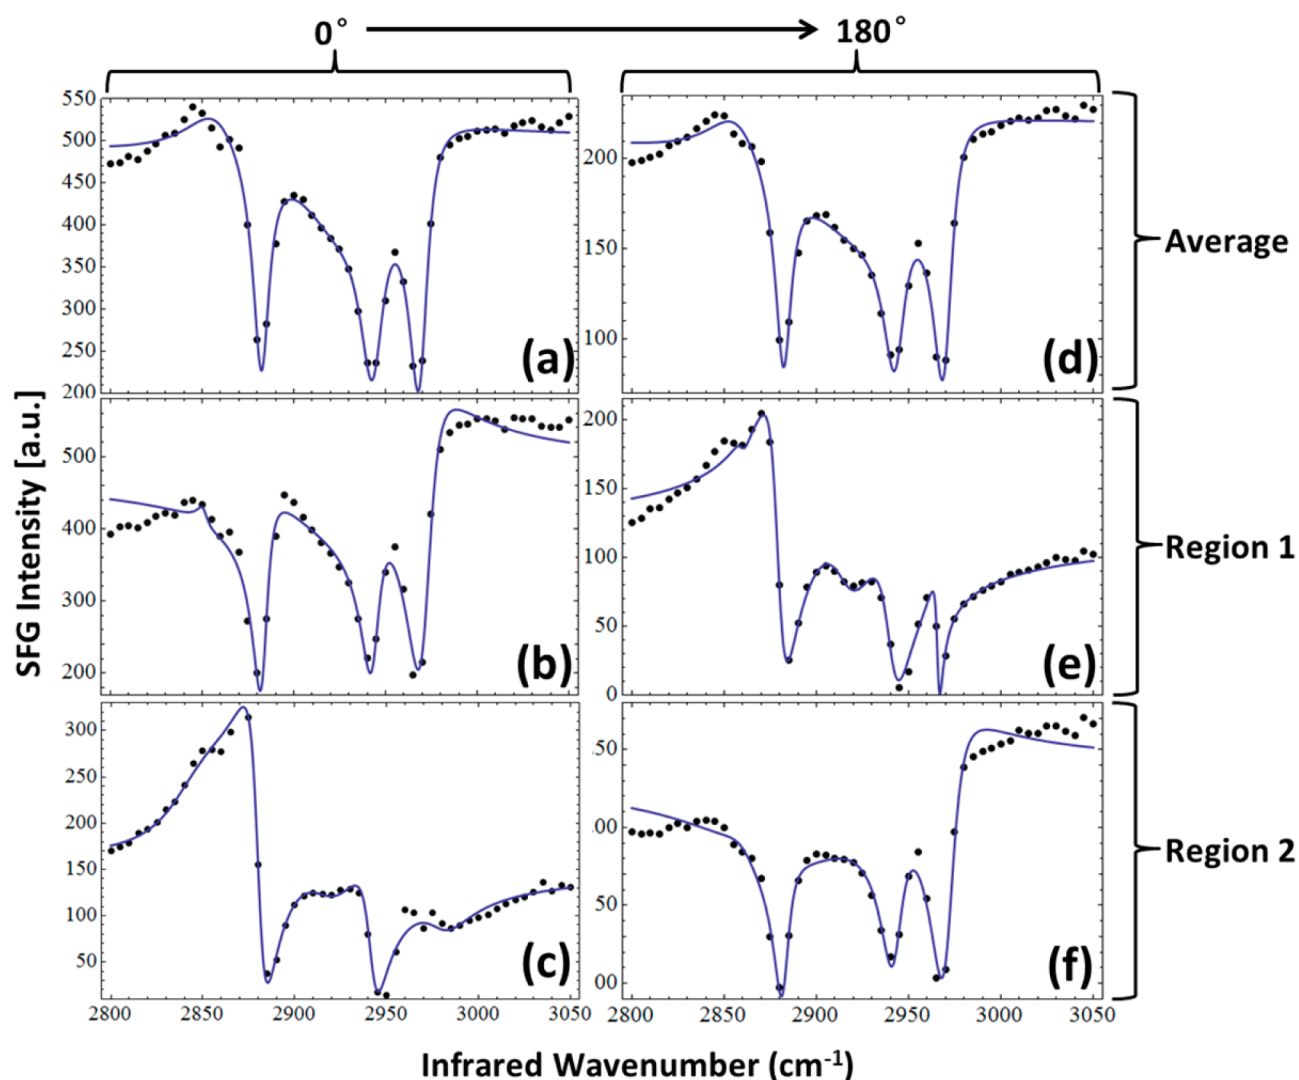 0° 180°
550
500
450
400
350
300
250
200
(a)
200
150
100
(d)
Average
500
400
300
200
(b)
200
150
100
50
0
(e)
Region 1
300
250
200
150
100
50
(c)
.50
.00
50
00
(f)
Region 2
2800 2850 2900 2950 3000 3050
2800 2850 2900 2950 3000 3050
SFG Intensity [a.u.]
Infrared Wavenumber (cm-1)